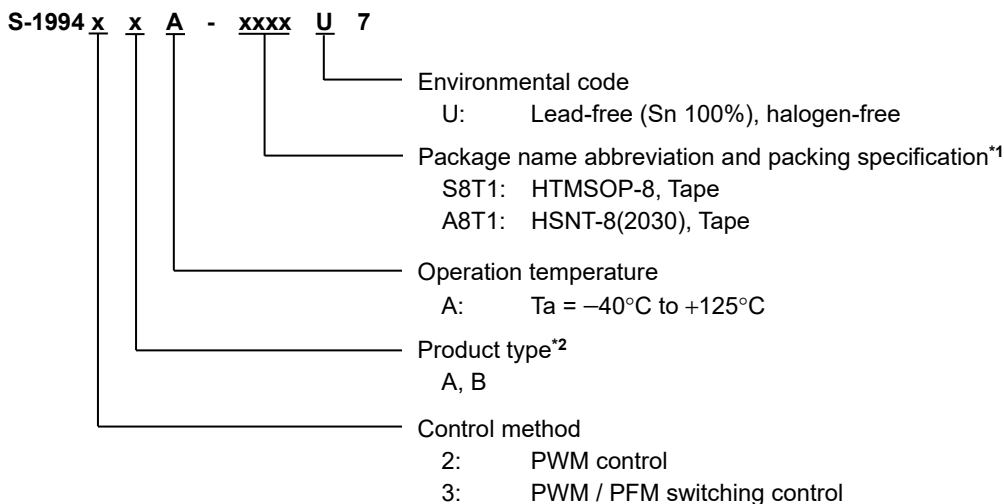 S-1994 x x A - xxxx U 7
Environmental code
U: Lead-free (Sn 100%), halogen-free
Package name abbreviation and packing specification*1
S8T1: HTMSOP-8, Tape
A8T1: HSNT-8(2030), Tape
Operation temperature
A: Ta = −40°C to +125°C
Product type*2
A, B
Control method
2: PWM control
3: PWM / PFM switching control